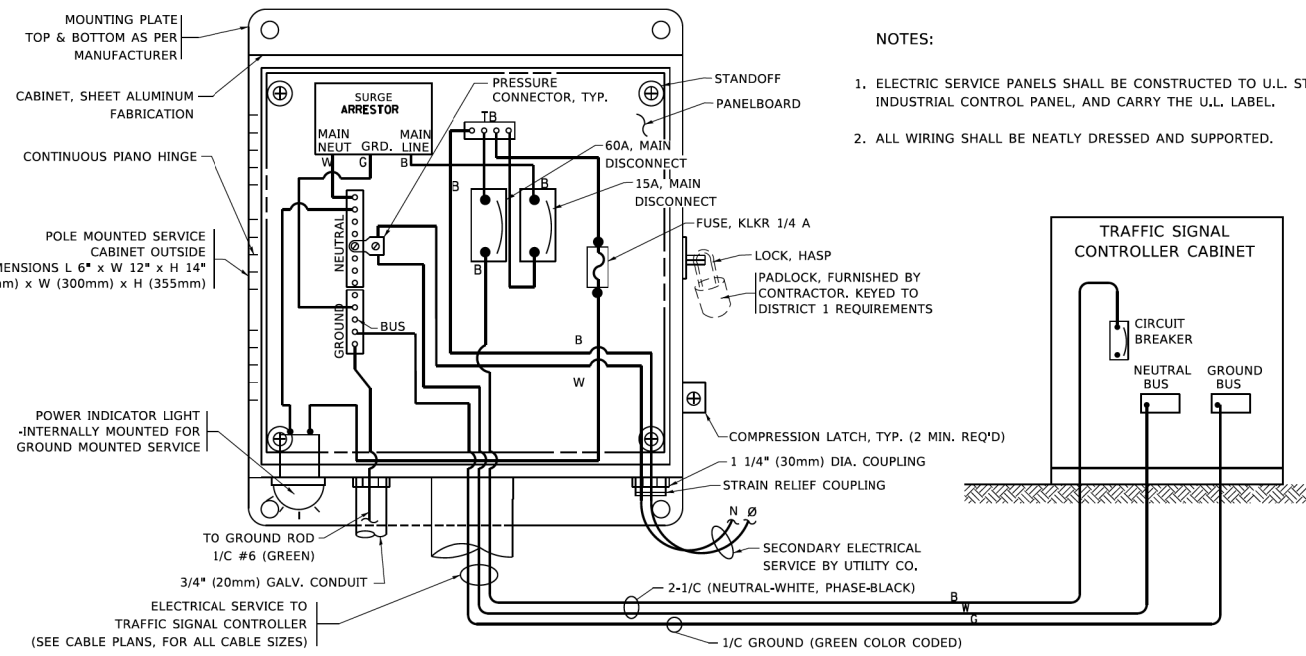 MOUNTING PLATE
TOP & BOTTOM AS PER
MANUFACTURER
CABINET, SHEET ALUMINUM
FABRICATION
CONTINUOUS PIANO HINGE
POLE MOUNTED SERVICE
CABINET OUTSIDE
L 6" x W 12" x H 14"
x W (300mm) x H (355mm)
POWER INDICATOR LIGHT
-INTERNALLY MOUNTED FOR
GROUND MOUNTED SERVICE
TO GROUND ROD
1/C #6 (GREEN)
3/4" (20mm) GALV. CONDUIT
ELECTRICAL SERVICE TO
TRAFFIC SIGNAL CONTROLLER
(SEE CABLE PLANS, FOR ALL CABLE SIZES)
SURGE
ARRESTOR
MAIN
NEUT
GRD.
MAIN
LINE
W
G
B
NEUTRAL
GROUND
BUS
TB
B
B
B
B
W
PRESSURE
CONNECTOR, TYP.
STANDOFF
PANELBOARD
60A, MAIN
DISCONNECT
15A, MAIN
DISCONNECT
FUSE, KLKR 1/4 A
LOCK, HASP
PADLOCK, FURNISHED BY
CONTRACTOR. KEYED TO
DISTRICT 1 REQUIREMENTS
COMPRESSION LATCH, TYP. (2 MIN. REQ'D)
1 1/4" (30mm) DIA. COUPLING
STRAIN RELIEF COUPLING
N Ø
SECONDARY ELECTRICAL
SERVICE BY UTILITY CO.
2-1/C (NEUTRAL-WHITE, PHASE-BLACK)
B
W
G
1/C GROUND (GREEN COLOR CODED)
NOTES:
1. ELECTRIC SERVICE PANELS SHALL BE CONSTRUCTED TO U.L.
INDUSTRIAL CONTROL PANEL, AND CARRY THE U.L. LABEL.
2. ALL WIRING SHALL BE NEATLY DRESSED AND SUPPORTED.
TRAFFIC SIGNAL
CONTROLLER CABINET
CIRCUIT
BREAKER
NEUTRAL
BUS
GROUND
BUS